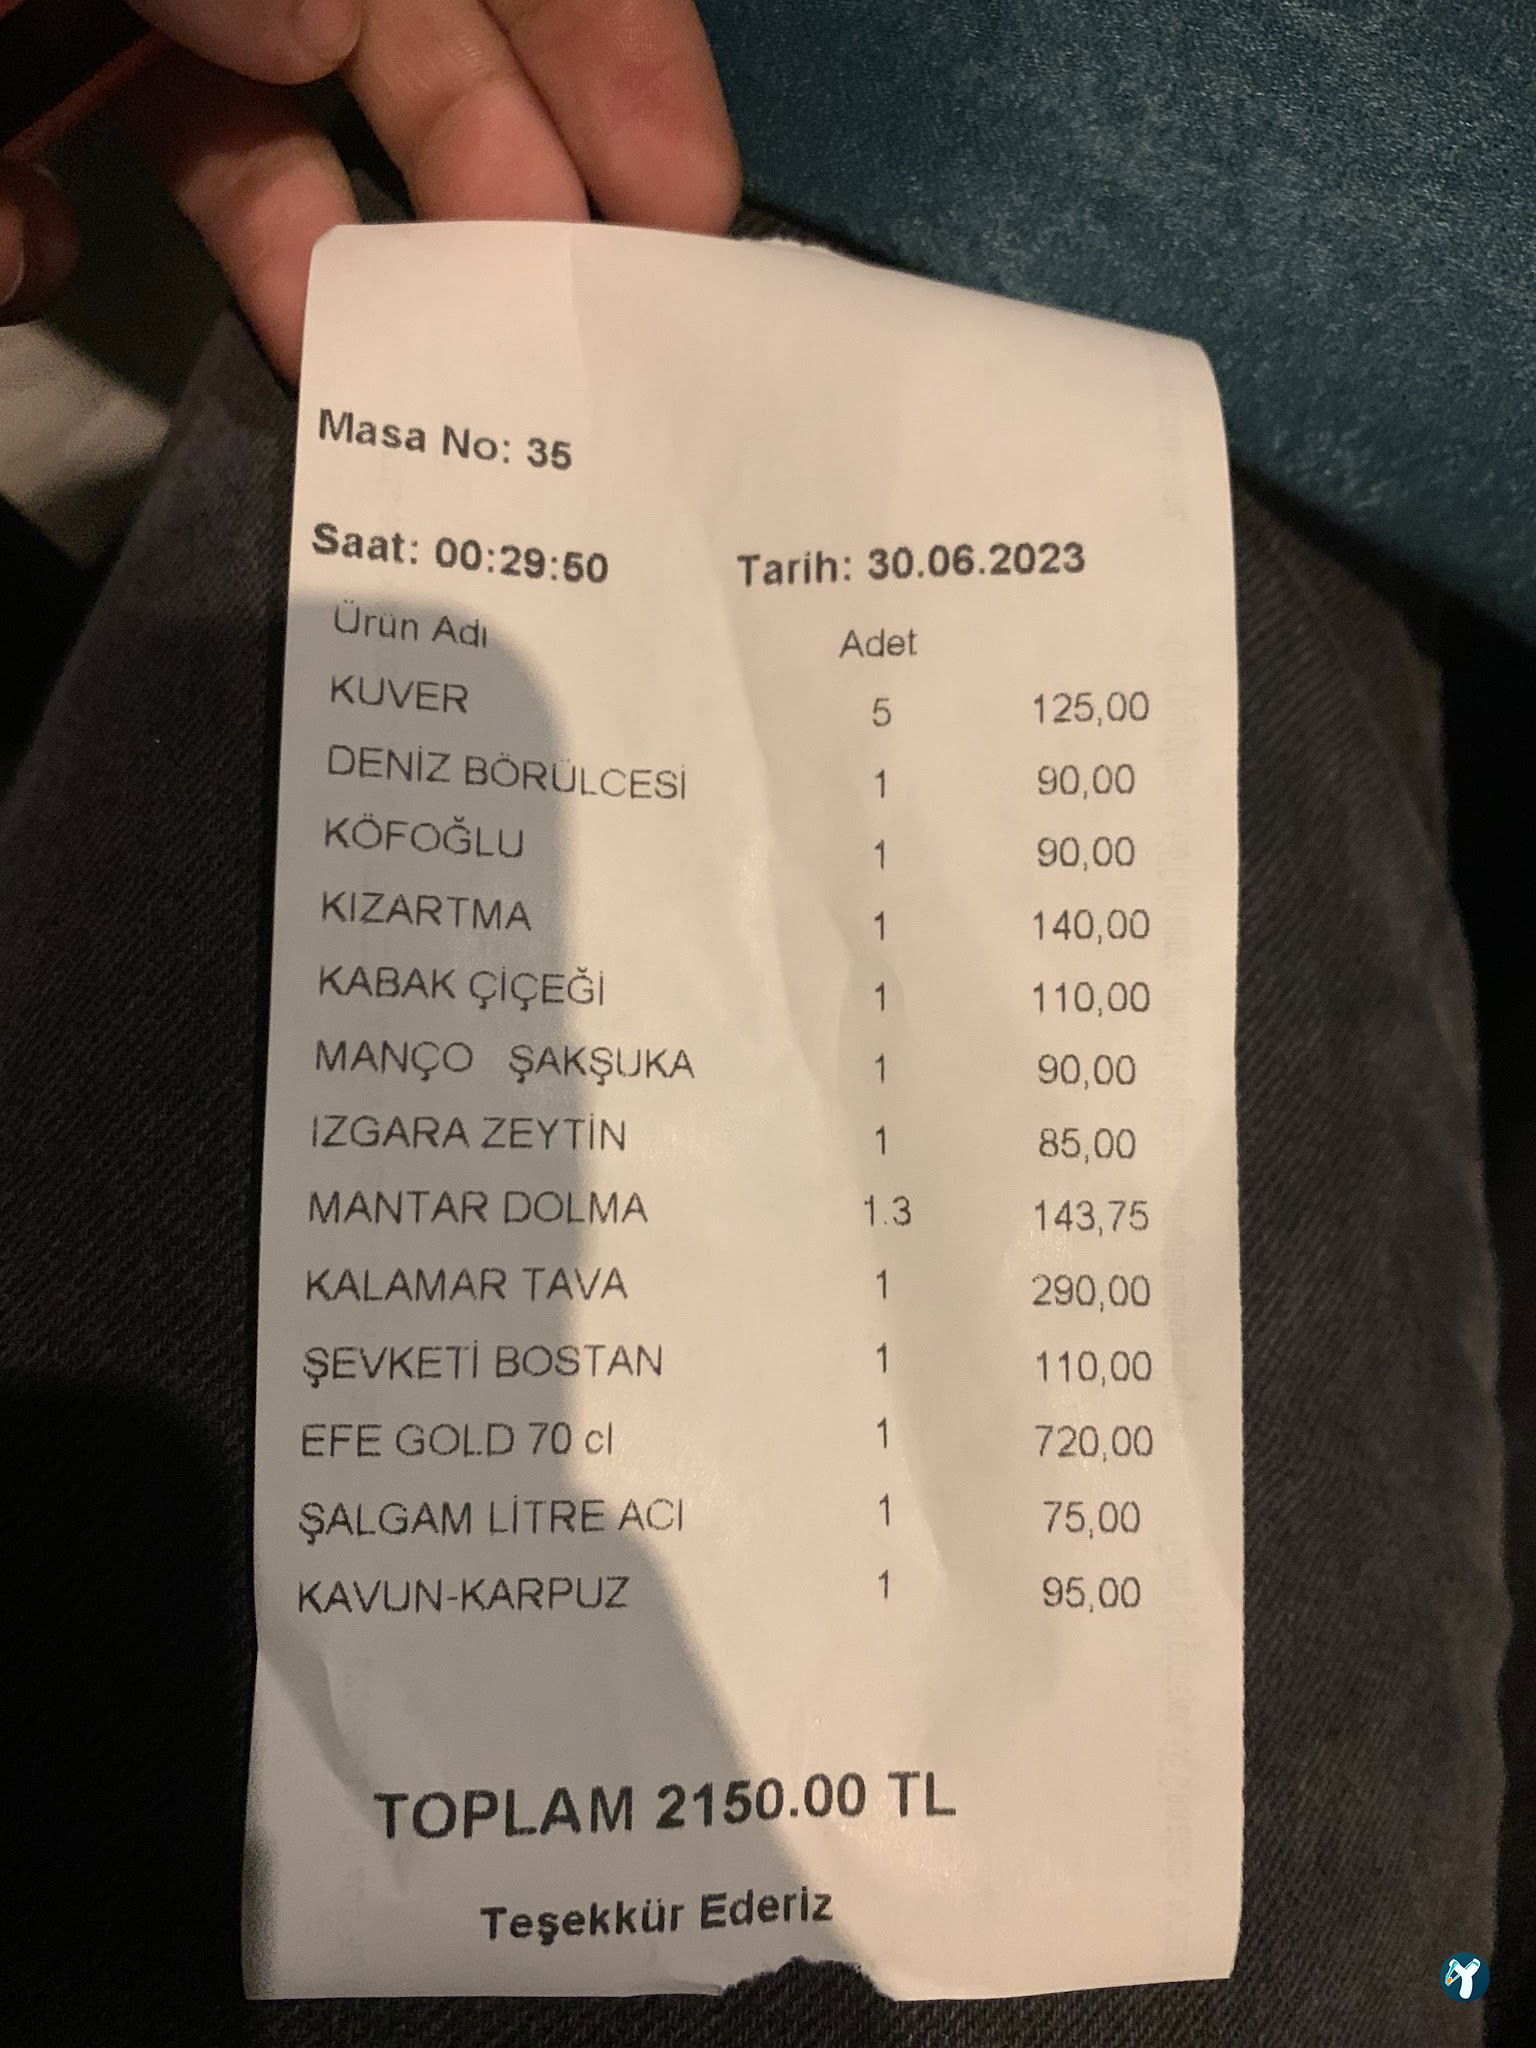 Masa No: 35
Saat: 00:29:50 Tarih: 30.06.2023
Ürün Adı Adet
KUVER 5 125,00
DENİZ BÖRÜLCESİ 1 90,00
KÖFOĞLU 1 90,00
KIZARTMA 1 140,00
KABAK ÇİÇEĞİ 1 110,00
MANÇO ŞAKŞUKA 1 90,00
IZGARA ZEYTİN 1 85,00
MANTAR DOLMA 1.3 143,75
KALAMAR TAVA 1 290,00
ŞEVKETİ BOSTAN 1 110,00
EFE GOLD 70 cl 1 720,00
ŞALGAM LİTRE ACI 1 75,00
KAVUN-KARPUZ 1 95,00
TOPLAM 2150.00 TL
Teşekkür Ederiz